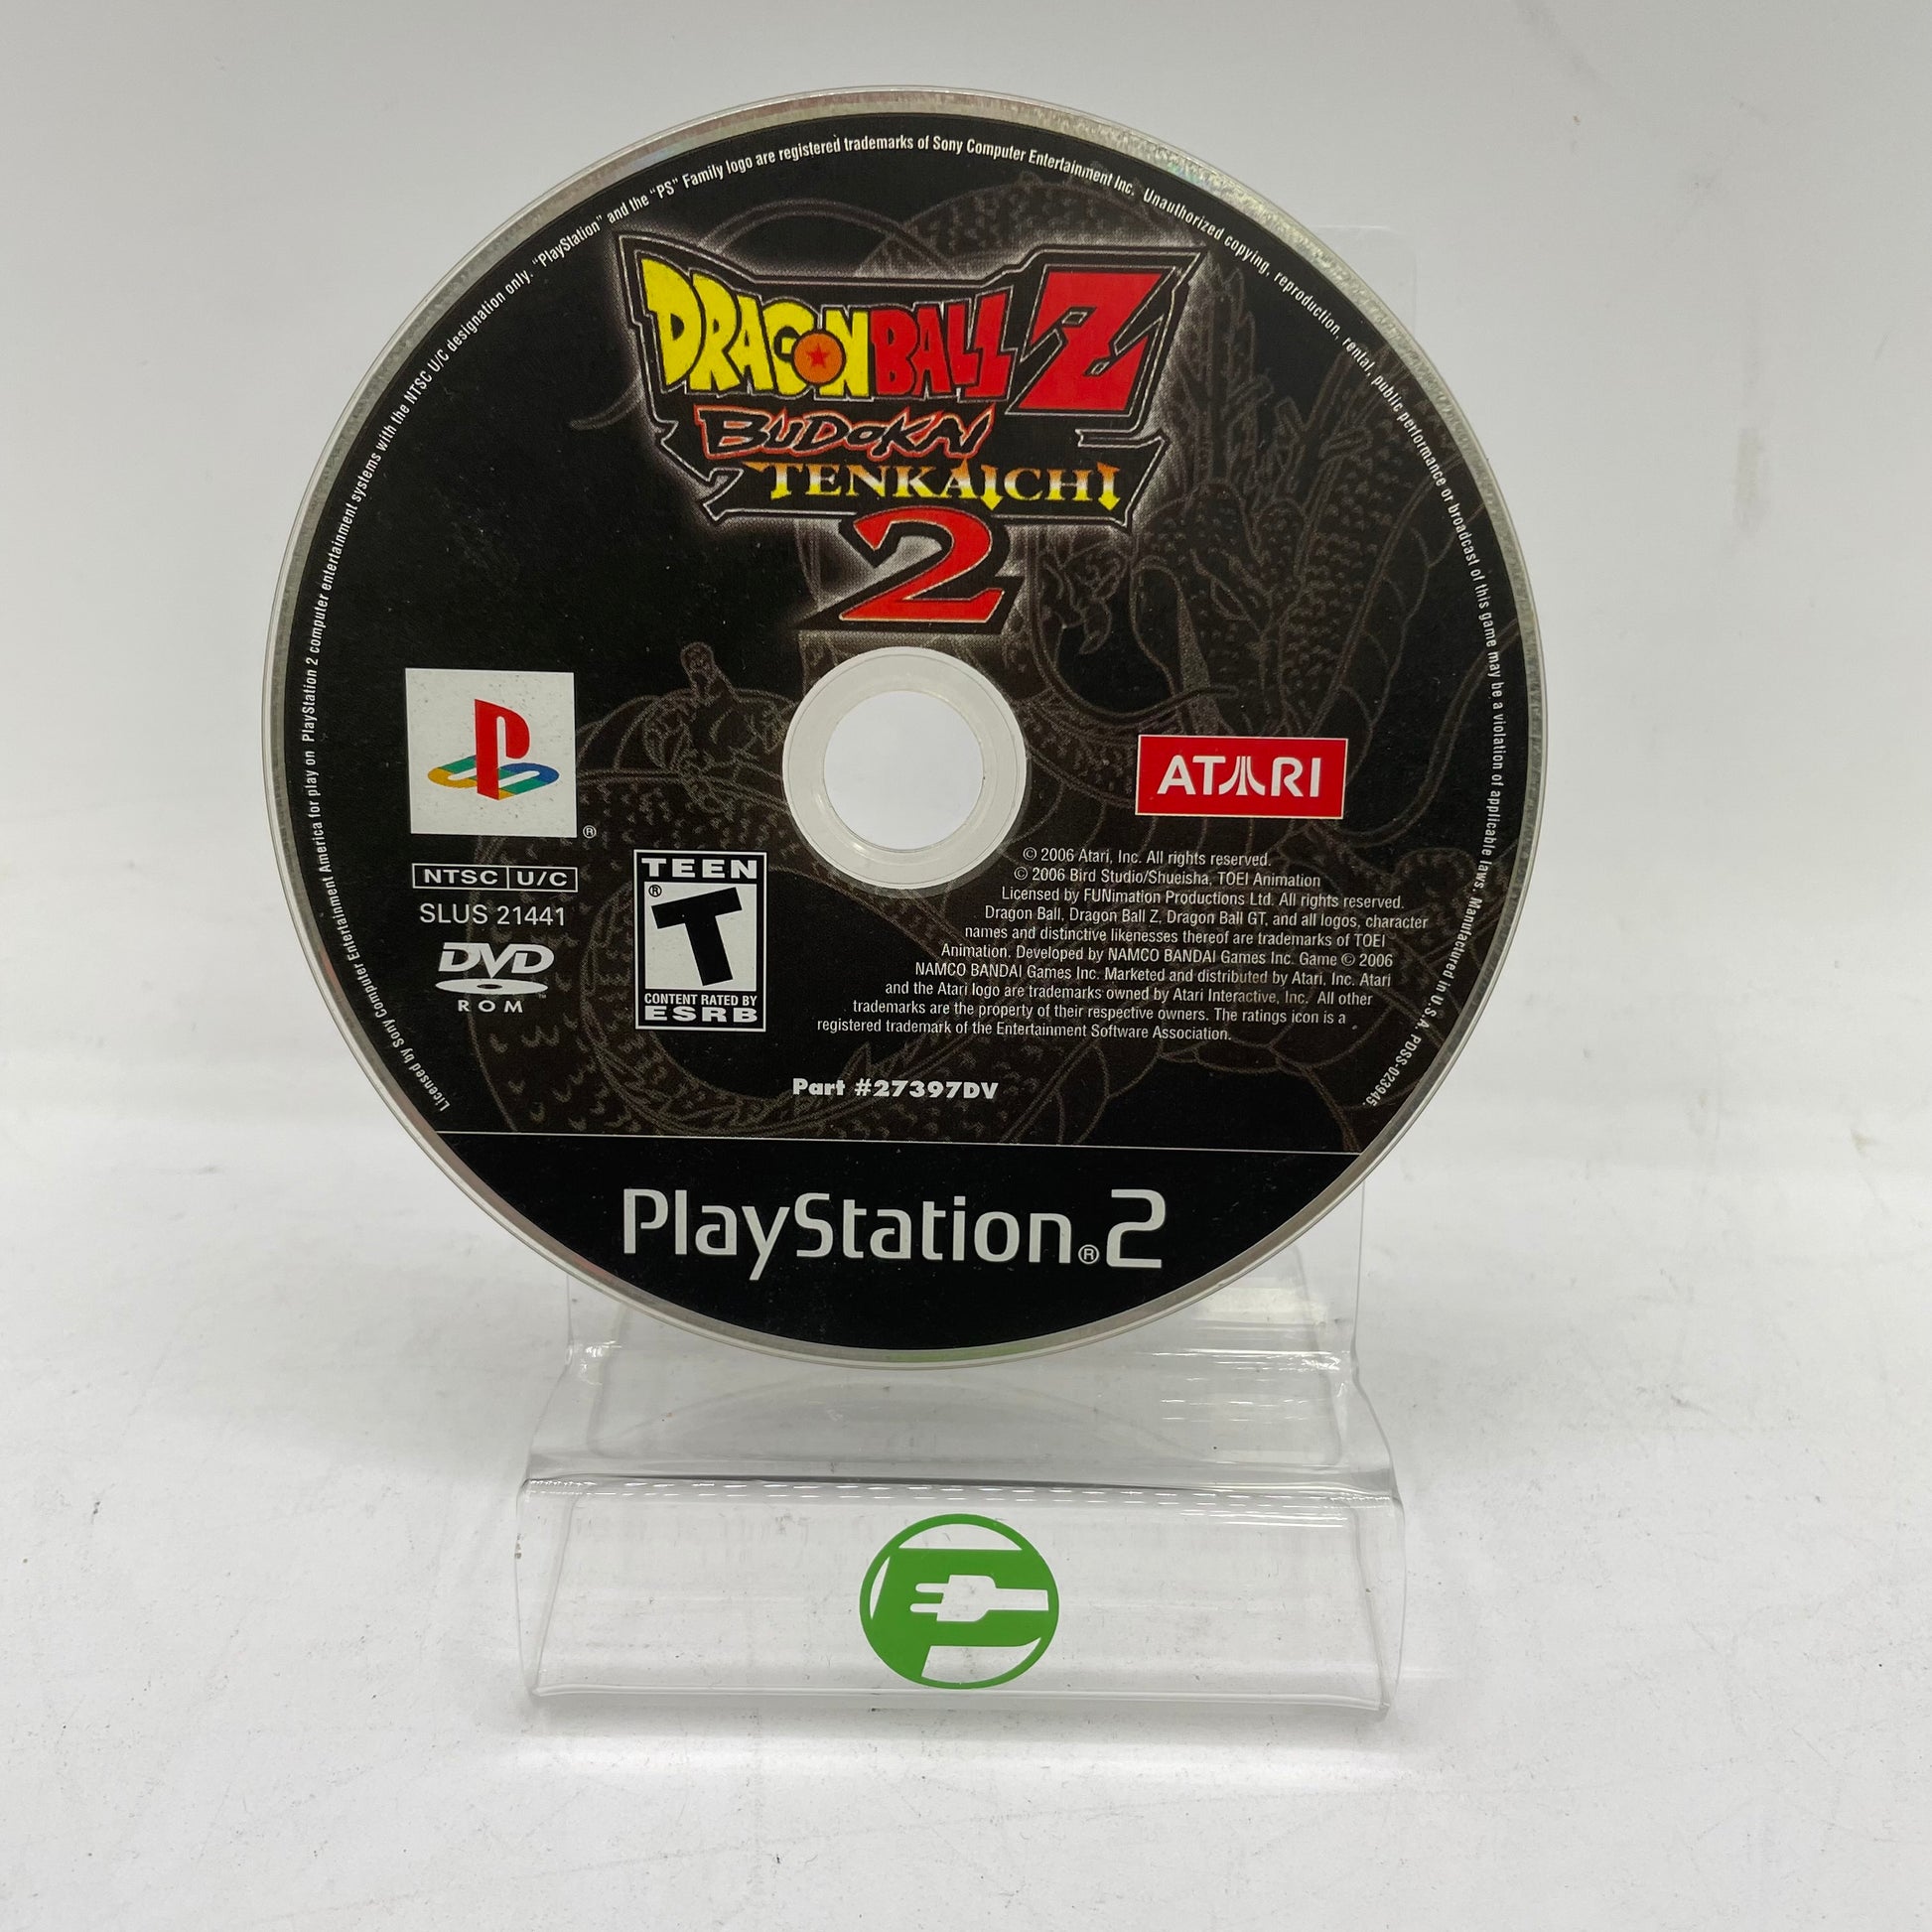 Licensed by Sony Computer Entertainment America for play on PlayStation 2 computer entertainment systems with the NTSC U/C designation only. "PlayStation" and the "PS" Family logo are registered trademarks of Sony Computer Entertainment Inc. Unauthorized copying, reproduction, rental, public performance or broadcast of this game may be a violation of applicable laws. Manufactured in U.S.A. PDSS-023945.
DRAGONBALL Z
BUDOKAI
TENKAICHI
2
®
ATARI
NTSC U/C
SLUS 21441
DVD
ROM
™
TEEN
®
T
CONTENT RATED BY
ESRB
© 2006 Atari, Inc. All rights reserved.
© 2006 Bird Studio/Shueisha, TOEI Animation
Licensed by FUNimation Productions Ltd. All rights reserved.
Dragon Ball, Dragon Ball Z, Dragon Ball GT, and all logos, character
names and distinctive likenesses thereof are trademarks of TOEI
Animation. Developed by NAMCO BANDAI Games Inc. Game © 2006
NAMCO BANDAI Games Inc. Marketed and distributed by Atari, Inc. Atari
and the Atari logo are trademarks owned by Atari Interactive, Inc. All other
trademarks are the property of their respective owners. The ratings icon is a
registered trademark of the Entertainment Software Association.
Part #27397DV
PlayStation®2